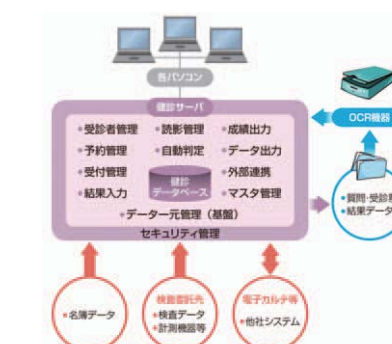 各パソコン
健診サーバ
•受診者管理 •読影管理 •成績出力
•予約管理 •自動判定 •データ出力
•受付管理 •外部連携
•結果入力 •マスタ管理
健診
データベース
•データ一元管理（基盤）
セキュリティ管理
OCR機器
•質問・受診
•結果データ
•名簿データ
検査委託先
•検査データ
•計測機器等
電子カルテ等
•他社システム